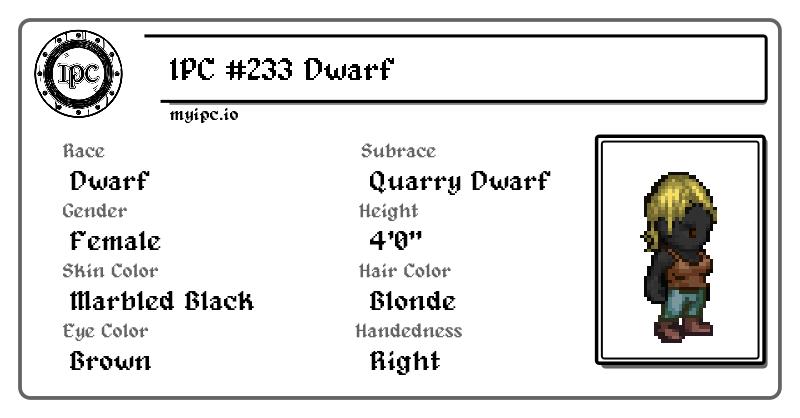 IPC
IPC #233 Dwarf
myipc.io
Race
Dwarf
Subrace
Quarry Dwarf
Gender
Female
Height
4'0"
Skin Color
Marbled Black
Hair Color
Blonde
Eye Color
Brown
Handedness
Right